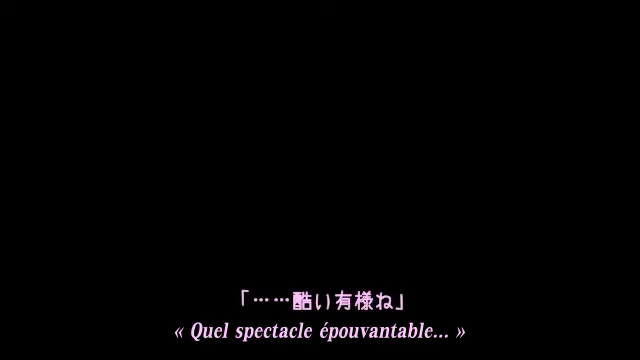 「……酷い有様ね」
« Quel spectacle épouvantable... »